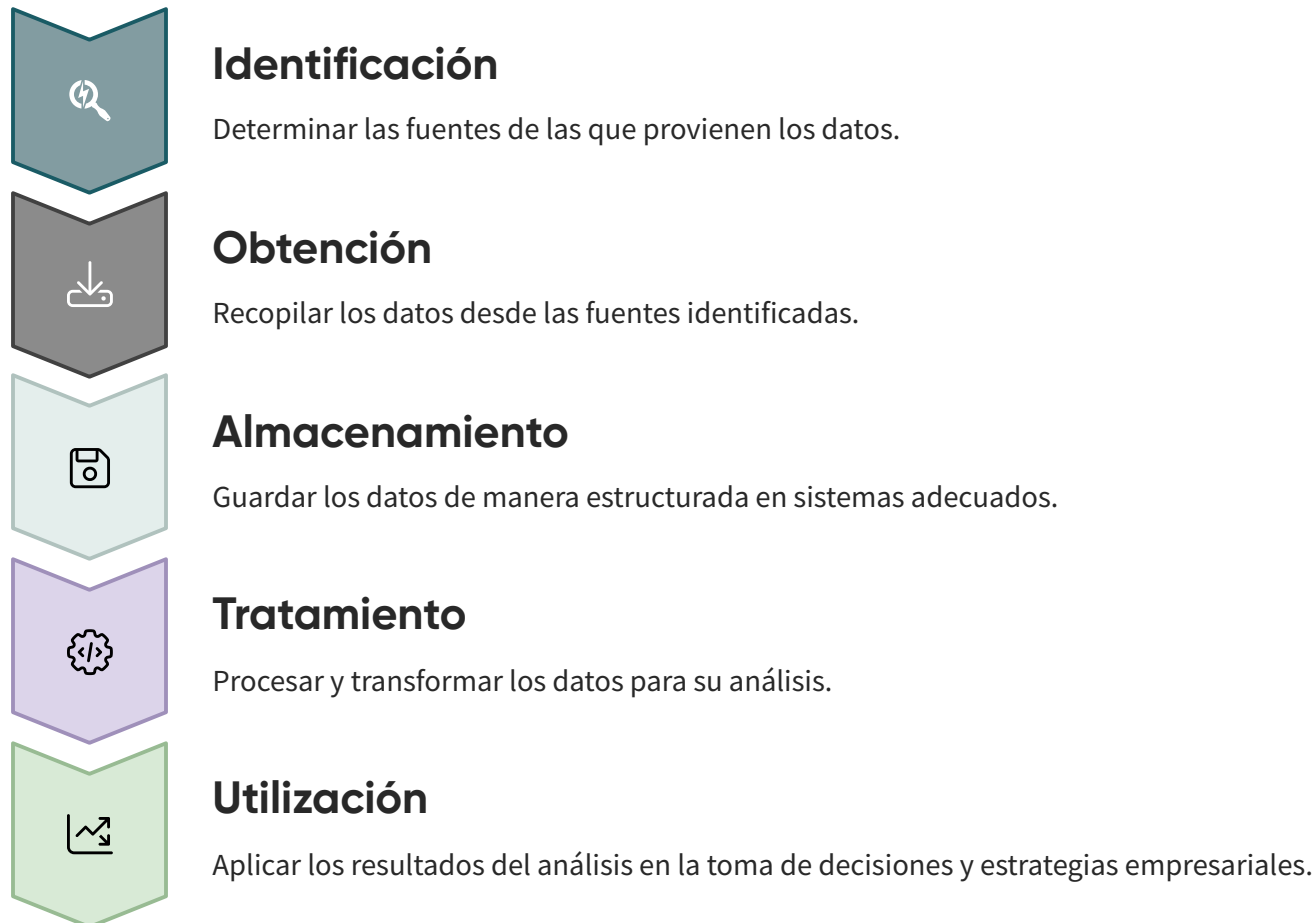 Identificación
Determinar las fuentes de las que provienen los datos.
Obtención
Recopilar los datos desde las fuentes identificadas.
Almacenamiento
Guardar los datos de manera estructurada en sistemas adecuados.
Tratamiento
Procesar y transformar los datos para su análisis.
Utilización
Aplicar los resultados del análisis en la toma de decisiones y estrategias empresariales.